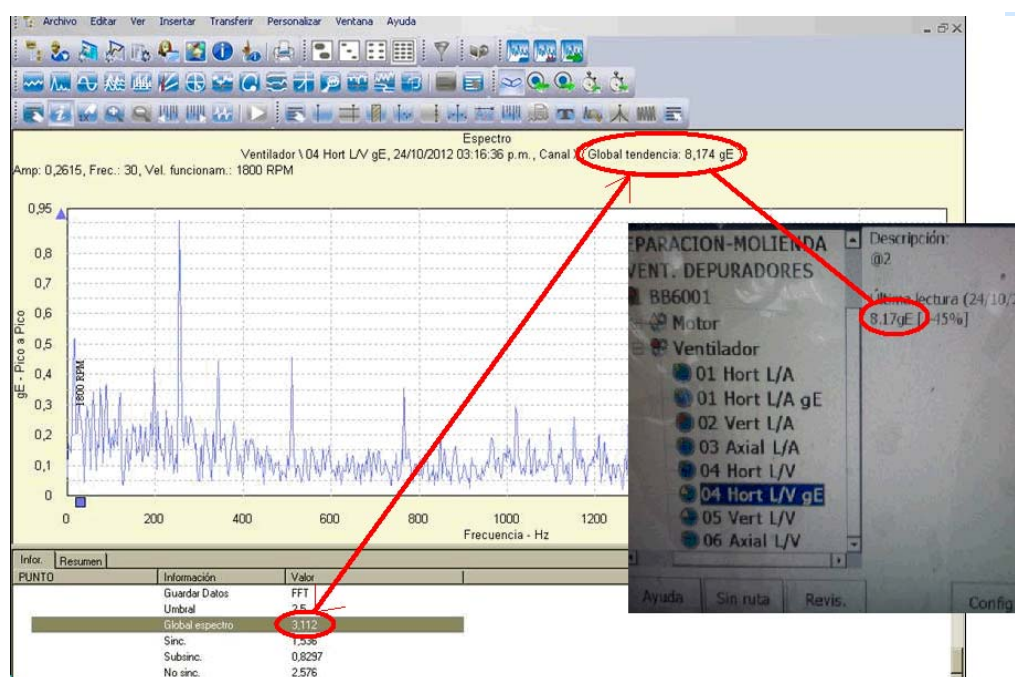 Archivo Editar Ver Insertar Transferir Personalizar Ventana Ayuda
Espectro
Ventilador \ 04 Hort L/V gE, 24/10/2012 03:16:36 p.m., Canal X, Global tendencia: 8,174 gE
Amp: 0,2615, Frec.: 30, Vel. funcionam.: 1800 RPM
0,95
0,8
0,7
0,6
0,5
0,4
0,3
0,2
0,1
0
gE - Pico a Pico
1800 RPM
0 200 400 600 800 1000 1200
Frecuencia - Hz
EPARACION-MOLIENDA
VENT. DEPURADORES
BB6001
Motor
Ventilador
01 Hort L/A
01 Hort L/A gE
02 Vert L/A
03 Axial L/A
04 Hort L/V
04 Hort L/V gE
05 Vert L/V
06 Axial L/V
Descripción:
@2
Última lectura (24/10/2
8.17gE [-45%]
Ayuda Sin ruta Revis. Config
Infor. Resumen
PUNTO Información Valor
Guardar Datos FFT
Umbral 2,5
Global espectro 3,112
Sinc. 1,536
Subsinc. 0,8297
No sinc. 2,576